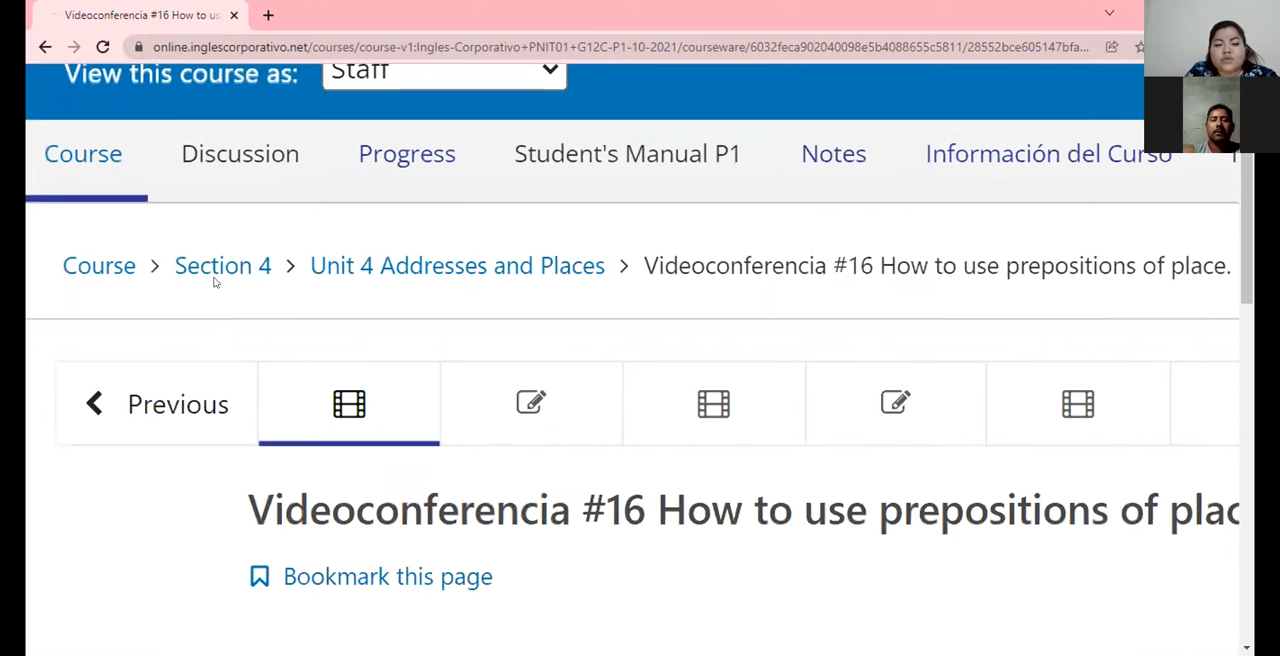 Videoconferencia #16 How to us
online.inglescorporativo.net/courses/course-v1:Ingles-Corporativo+PNIT01+G12C-P1-10-2021/courseware/6032feca902040098e5b4088655c5811/28552bce605147bfa...
View this course as: Staff
Course Discussion Progress Student's Manual P1 Notes Información del Curso
Course > Section 4 > Unit 4 Addresses and Places > Videoconferencia #16 How to use prepositions of place.
Previous
Videoconferencia #16 How to use prepositions of plac
Bookmark this page